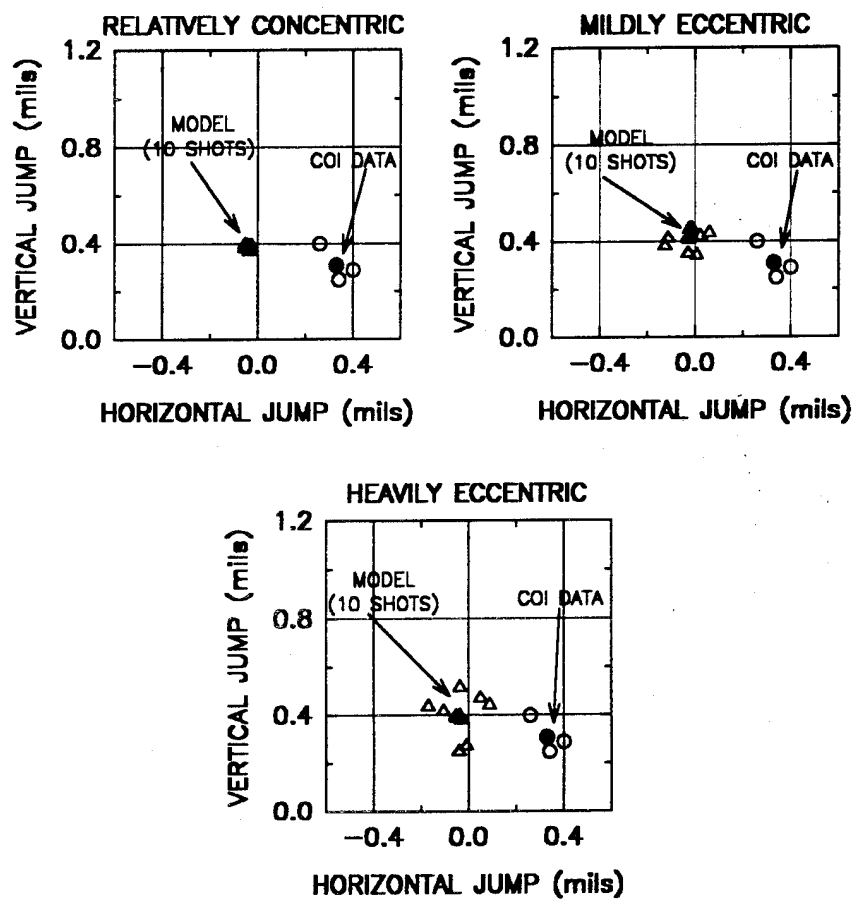 RELATIVELY CONCENTRIC
1.2
0.8
0.4
0.0
VERTICAL JUMP (mils)
MODEL
(10 SHOTS)
COI DATA
−0.4 0.0 0.4
HORIZONTAL JUMP (mils)
MILDLY ECCENTRIC
1.2
0.8
0.4
0.0
VERTICAL JUMP (mils)
MODEL
(10 SHOTS)
COI DATA
−0.4 0.0 0.4
HORIZONTAL JUMP (mils)
HEAVILY ECCENTRIC
1.2
0.8
0.4
0.0
VERTICAL JUMP (mils)
MODEL
(10 SHOTS)
COI DATA
−0.4 0.0 0.4
HORIZONTAL JUMP (mils)